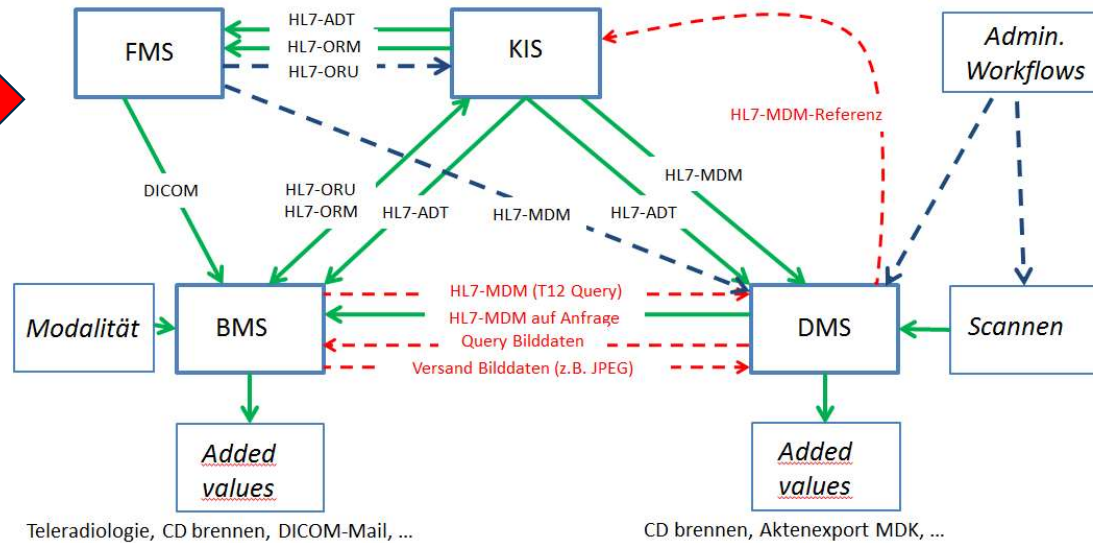 HL7-ADT
HL7-ORM
HL7-ORU
FMS
KIS
Admin.
Workflows
HL7-MDM-Referenz
DICOM
HL7-ORU
HL7-ORM
HL7-ADT
HL7-MDM
HL7-ADT
HL7-MDM
Modalität
BMS
HL7-MDM (T12 Query)
HL7-MDM auf Anfrage
Query Bilddaten
Versand Bilddaten (z.B. JPEG)
DMS
Scannen
Added
values
Added
values
Teleradiologie, CD brennen, DICOM-Mail, ...
CD brennen, Aktenexport MDK, ...